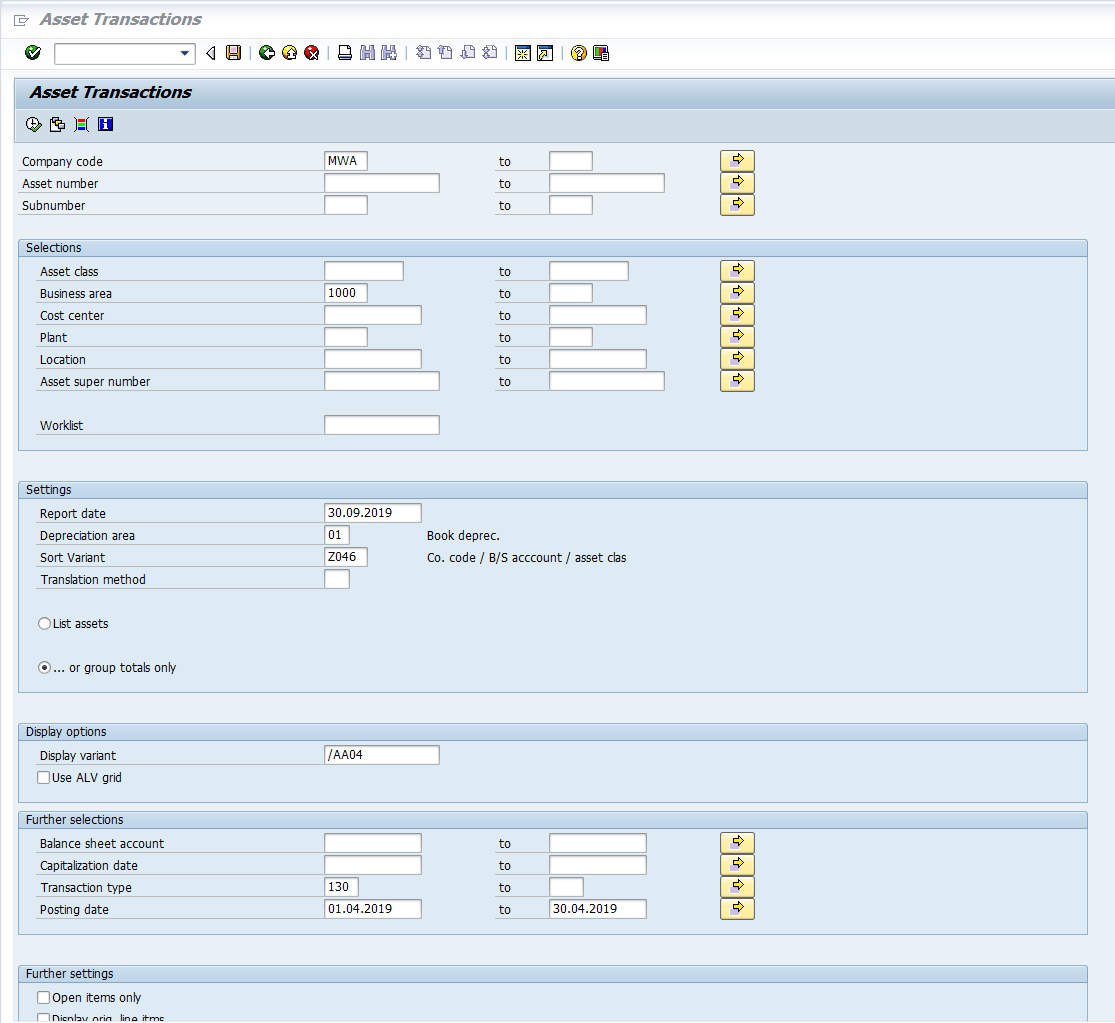 Asset Transactions
Asset Transactions
Company code MWA to
Asset number to
Subnumber to
Selections
Asset class to
Business area 1000 to
Cost center to
Plant to
Location to
Asset super number to
Worklist
Settings
Report date 30.09.2019
Depreciation area 01 Book deprec.
Sort Variant Z046 Co. code / B/S acccount / asset clas
Translation method
List assets
... or group totals only
Display options
Display variant /AA04
Use ALV grid
Further selections
Balance sheet account to
Capitalization date to
Transaction type 130 to
Posting date 01.04.2019 to 30.04.2019
Further settings
Open items only
Display orig. line itms